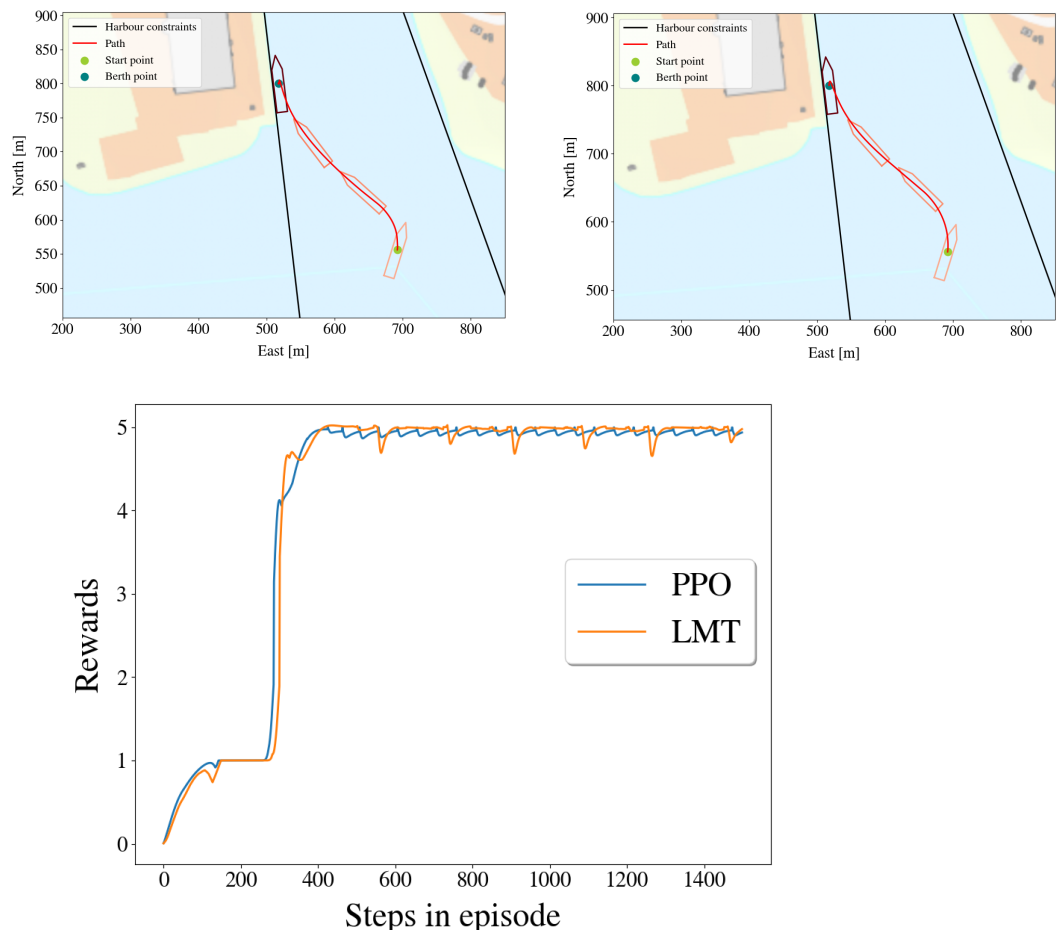 Harbour constraints
Path
Start point
Berth point
900
850
800
750
700
650
600
550
500
North [m]
200
300
400
500
600
700
800
East [m]
Harbour constraints
Path
Start point
Berth point
900
800
700
600
500
North [m]
200
300
400
500
600
700
800
East [m]
5
4
3
2
1
0
Rewards
PPO
LMT
0
200
400
600
800
1000
1200
1400
Steps in episode